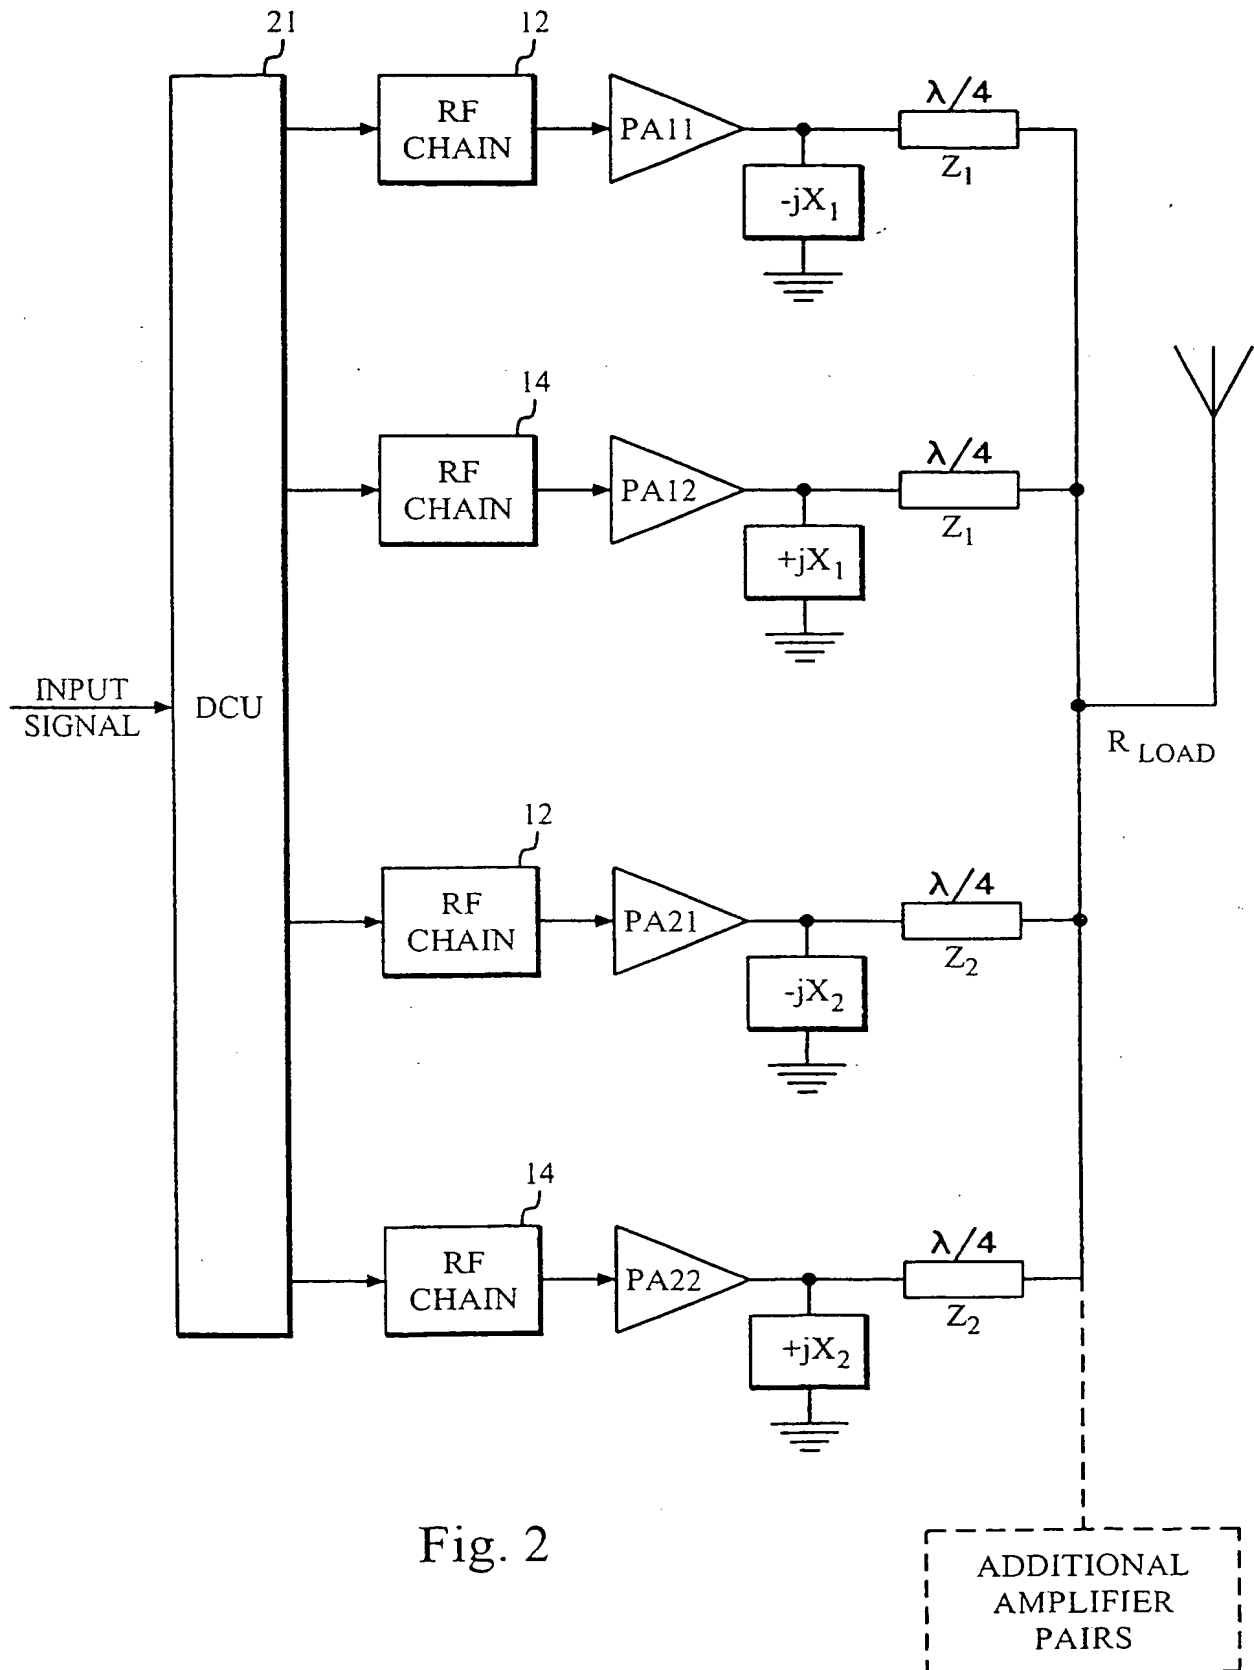 21
12
RF
CHAIN
PA11
λ/4
Z1
-jX1
14
RF
CHAIN
PA12
λ/4
Z1
+jX1
INPUT
SIGNAL
DCU
R LOAD
12
RF
CHAIN
PA21
λ/4
Z2
-jX2
14
RF
CHAIN
PA22
λ/4
Z2
+jX2
Fig. 2
ADDITIONAL
AMPLIFIER
PAIRS